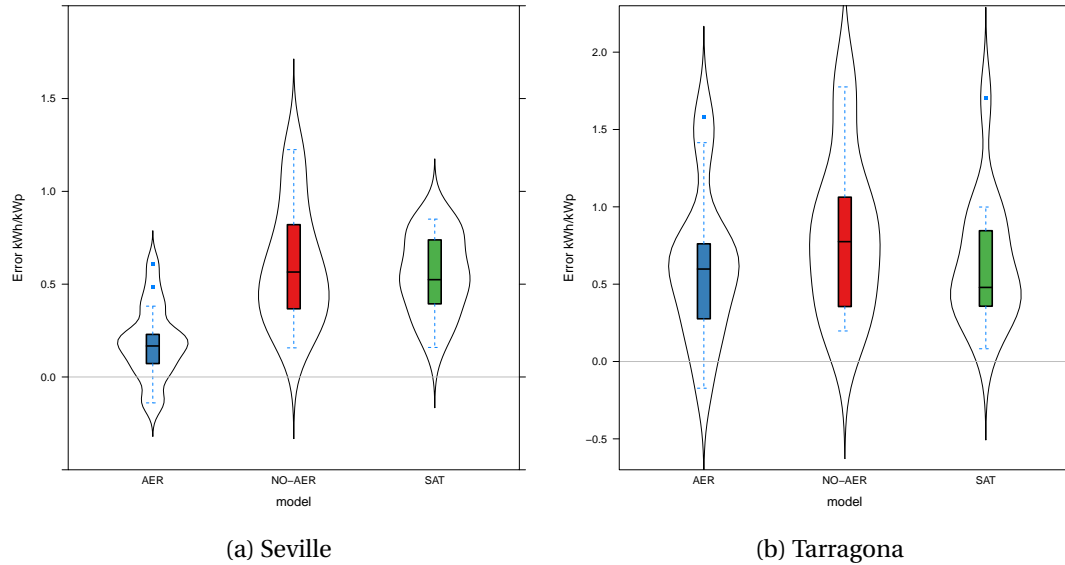 Error kWh/kWp
1.5
1.0
0.5
0.0
AER NO−AER SAT
model
(a) Seville
Error kWh/kWp
2.0
1.5
1.0
0.5
0.0
−0.5
AER NO−AER SAT
model
(b) Tarragona